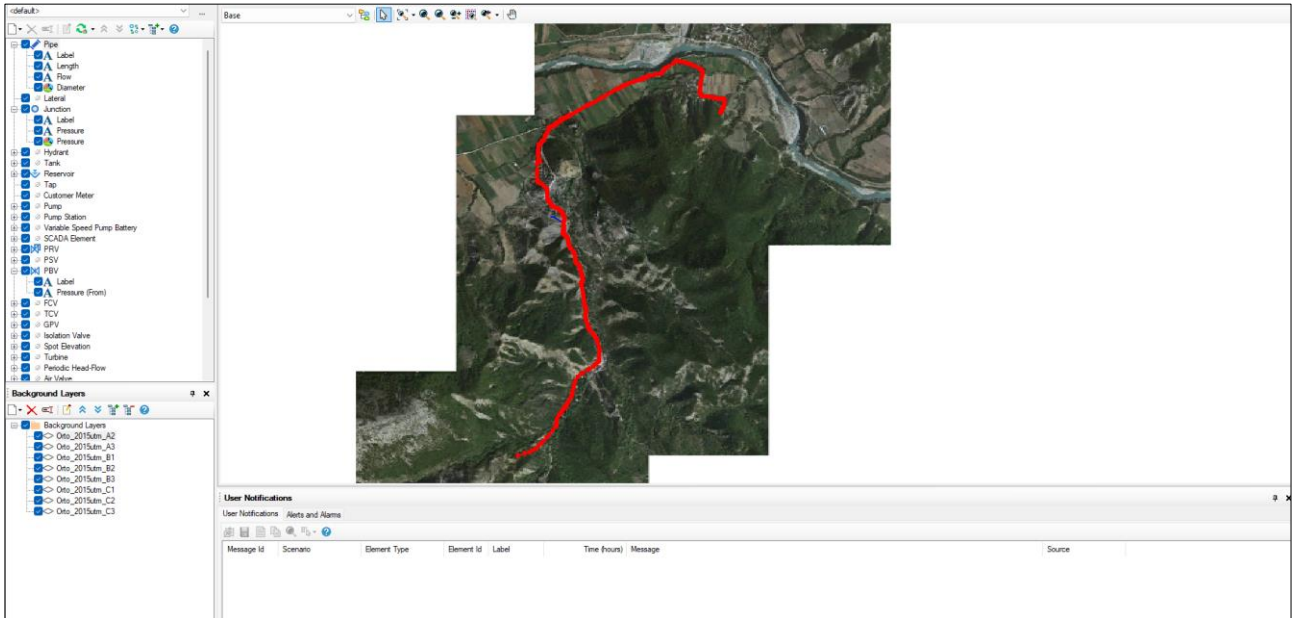 <default>
...
Base
Pipe
Label
Length
Flow
Diameter
Lateral
Junction
Label
Pressure
Pressure
Hydrant
Tank
Reservoir
Tap
Customer Meter
Pump
Pump Station
Variable Speed Pump Battery
SCADA Element
PRV
PSV
PBV
Label
Pressure (From)
FCV
TCV
GPV
Isolation Valve
Spot Elevation
Turbine
Periodic Head-Flow
Air Valve
Background Layers
Background Layers
Orto_2015utm_A2
Orto_2015utm_A3
Orto_2015utm_B1
Orto_2015utm_B2
Orto_2015utm_B3
Orto_2015utm_C1
Orto_2015utm_C2
Orto_2015utm_C3
User Notifications
User Notifications Alerts and Alarms
Message Id Scenario Element Type Element Id Label Time (hours) Message Source